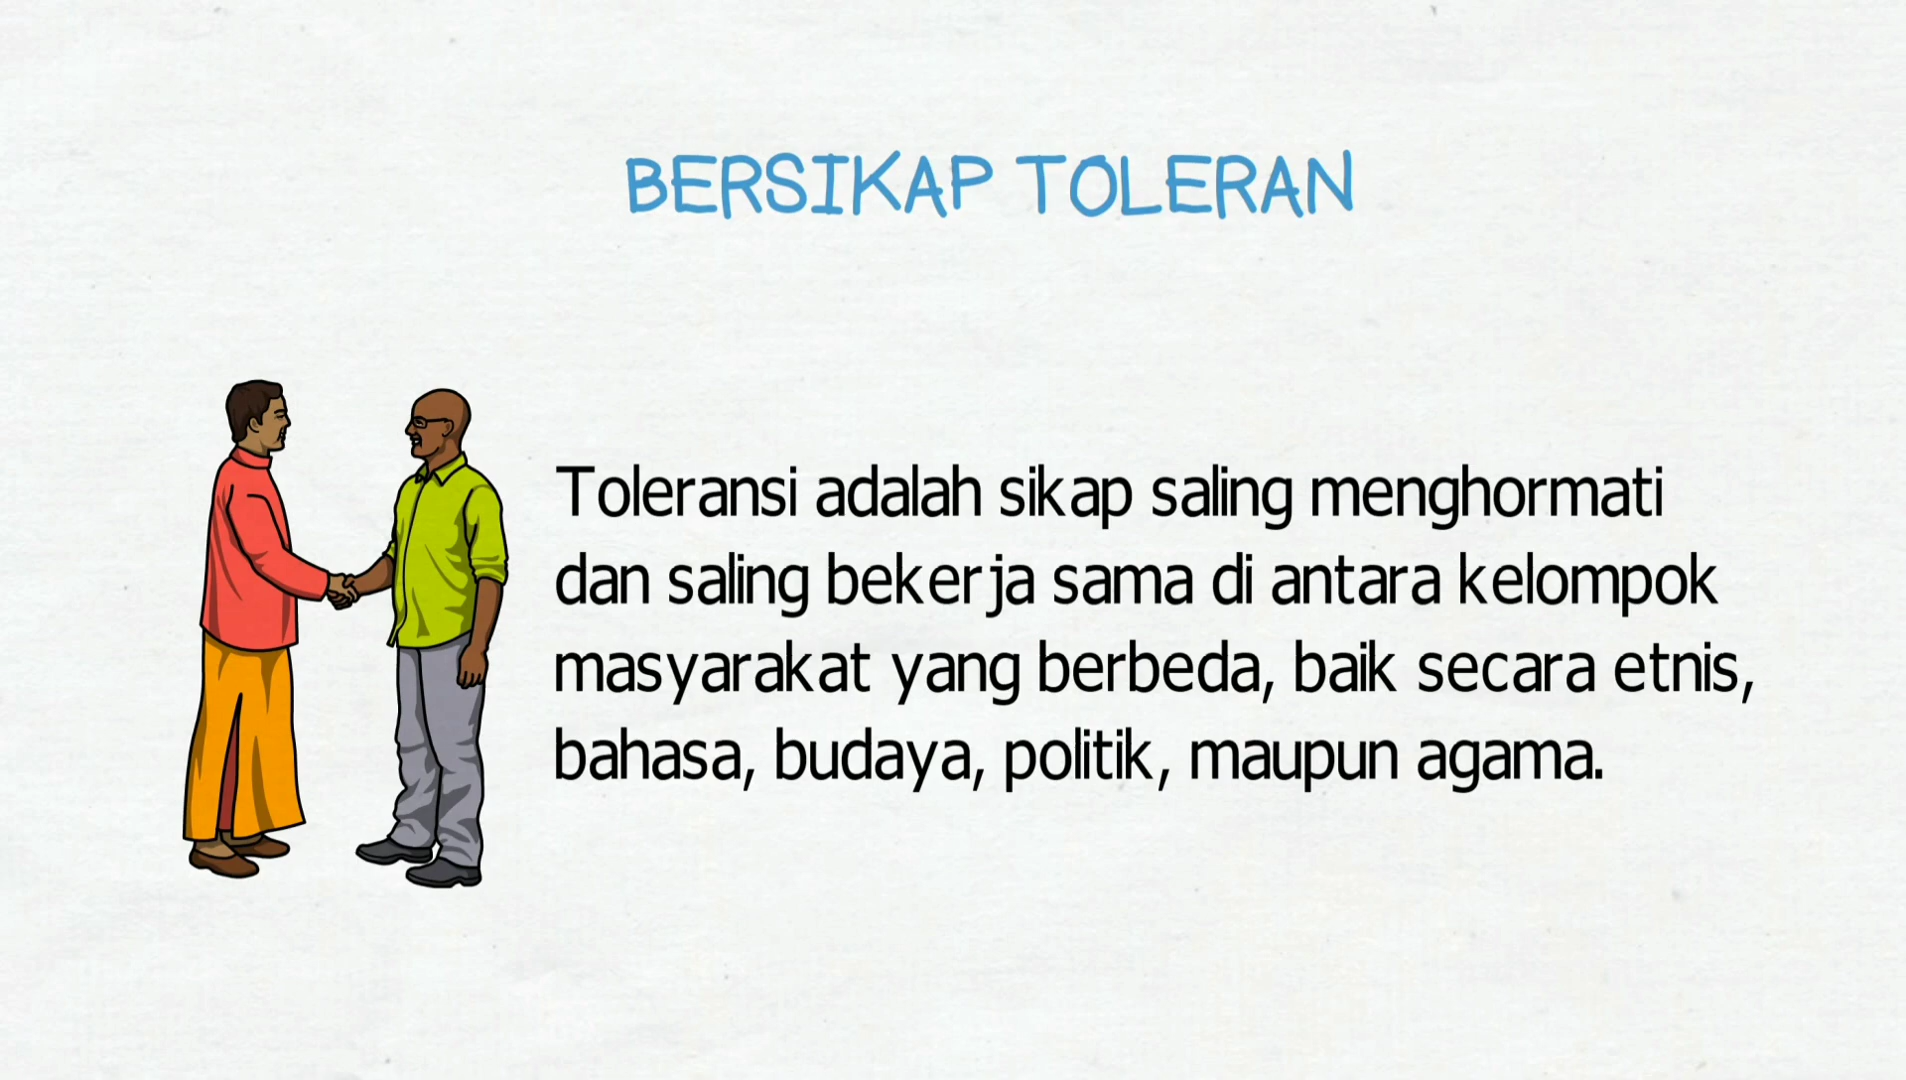 BERSIKAP TOLERAN
Toleransi adalah sikap saling menghormati
dan saling bekerja sama di antara kelompok
masyarakat yang berbeda, baik secara etnis,
bahasa, budaya, politik, maupun agama.